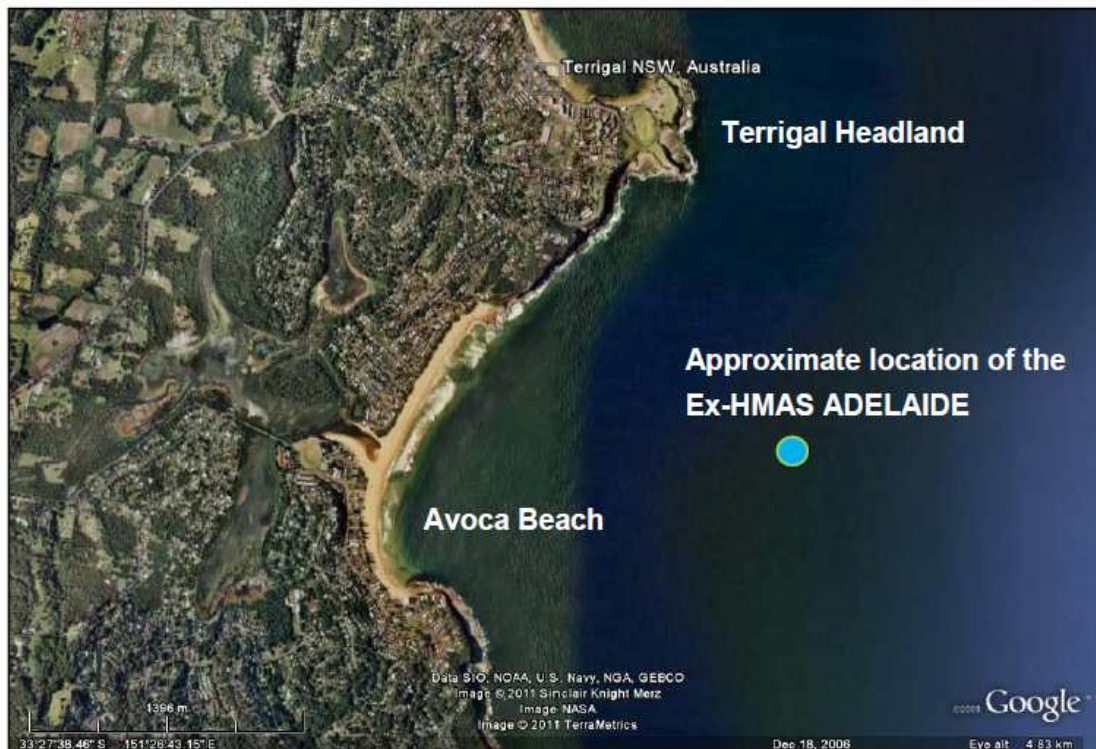 Terrigal NSW, Australia
Terrigal Headland
Approximate location of the
Ex-HMAS ADELAIDE
Avoca Beach
Data SIO, NOAA, U.S. Navy, NGA, GEBCO
Image © 2011 Sinclair Knight Merz
Image NASA
Image © 2011 TerraMetrics
1396 m
©2009 Google
33°27'38.46" S 151°26'43.15" E
Dec 18, 2006
Eye alt 4.83 km